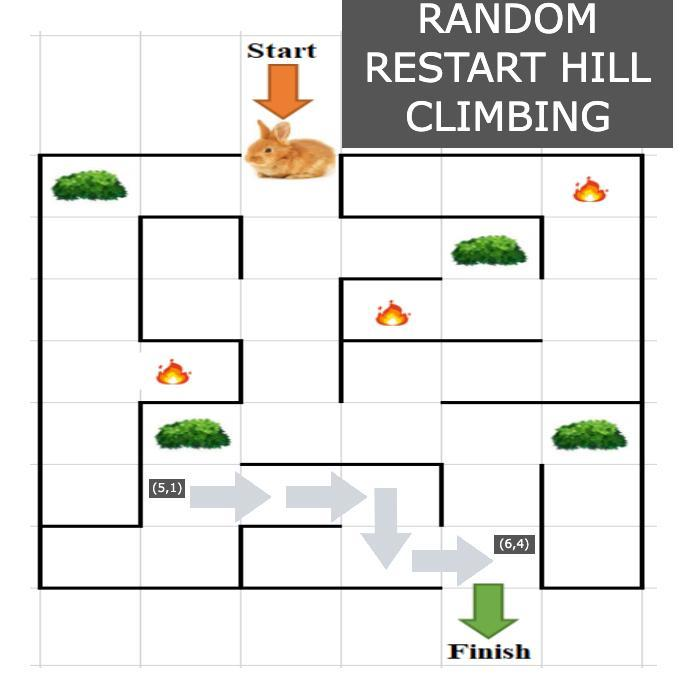 RANDOM
RESTART HILL
CLIMBING
Start
(5,1)
(6,4)
Finish